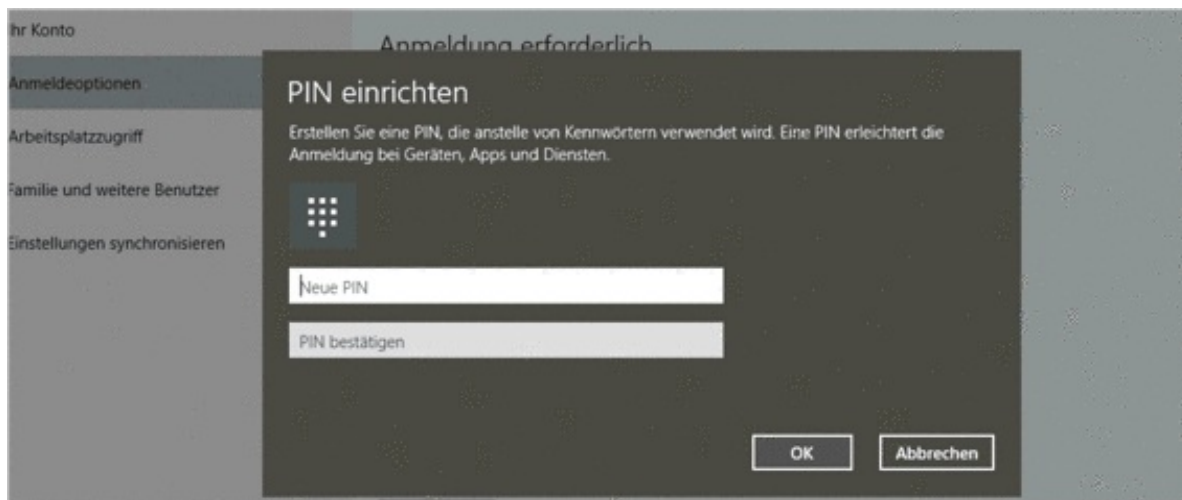 hr Konto
Anmeldeoptionen
Arbeitsplatzzugriff
Familie und weitere Benutzer
Einstellungen synchronisieren
Anmeldung erforderlich
PIN einrichten
Erstellen Sie eine PIN, die anstelle von Kennwörtern verwendet wird. Eine PIN erleichtert die
Anmeldung bei Geräten, Apps und Diensten.
Neue PIN
PIN bestätigen
OK
Abbrechen